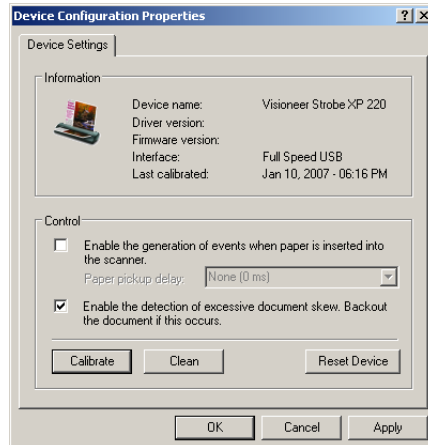 Device Configuration Properties
Device Settings
Information
Device name: Visioneer Strobe XP 220
Driver version:
Firmware version:
Interface: Full Speed USB
Last calibrated: Jan 10, 2007 - 06:16 PM
Control
Enable the generation of events when paper is inserted into
the scanner.
Paper pickup delay: None (0 ms)
Enable the detection of excessive document skew. Backout
the document if this occurs.
Calibrate Clean Reset Device
OK Cancel Apply